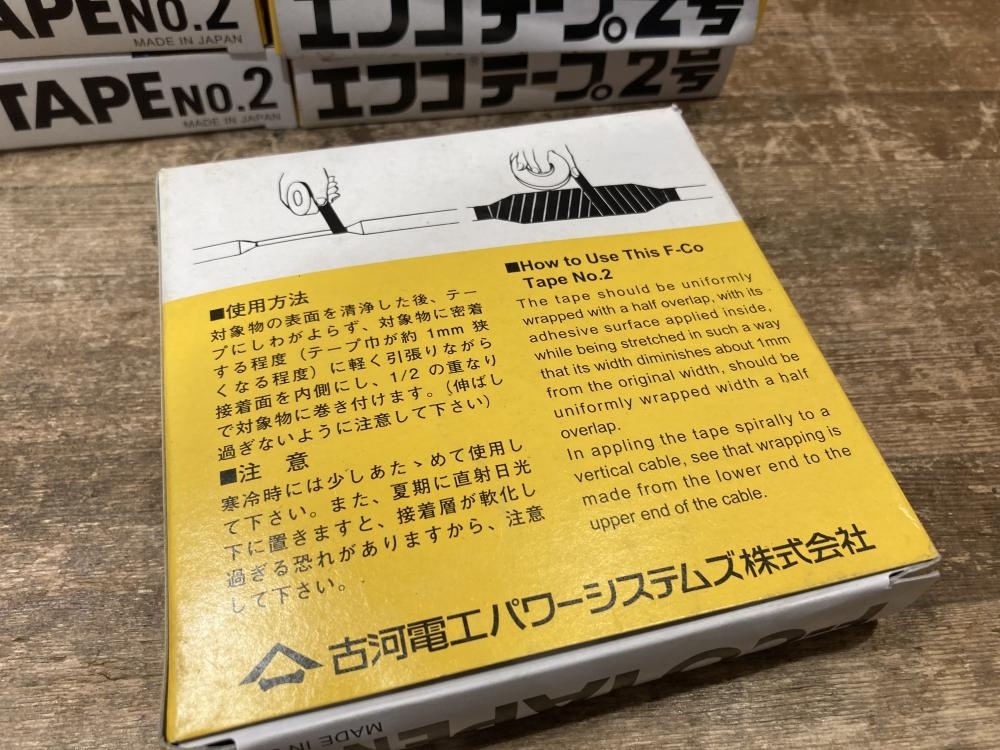 APE NO.2
MADE IN JAPAN
エフコテープ®2号
TAPE NO.2
MADE IN JAPAN
エフコ®テープ®2号
■使用方法
対象物の表面を清浄した後、テー
プにしわがよらず、対象物に密着
する程度（テープ巾が約1mm狭
くなる程度）に軽く引張りながら
接着面を内側にし、1/2の重なり
で対象物に巻き付けます。（伸ばし
過ぎないように注意して下さい）
■注　意
寒冷時には少しあたゝめて使用し
て下さい。また、夏期に直射日光
下に置きますと、接着層が軟化し
過ぎる恐れがありますから、注意
して下さい。
■How to Use This F-Co
Tape No.2
The tape should be uniformly
wrapped with a half overlap, with its
adhesive surface applied inside,
while being stretched in such a way
that its width diminishes about 1mm
from the original width, should be
uniformly wrapped width a half
overlap.
In appling the tape spirally to a
vertical cable, see that wrapping is
made from the lower end to the
upper end of the cable.
古河電工パワーシステムズ株式会社
MADE IN